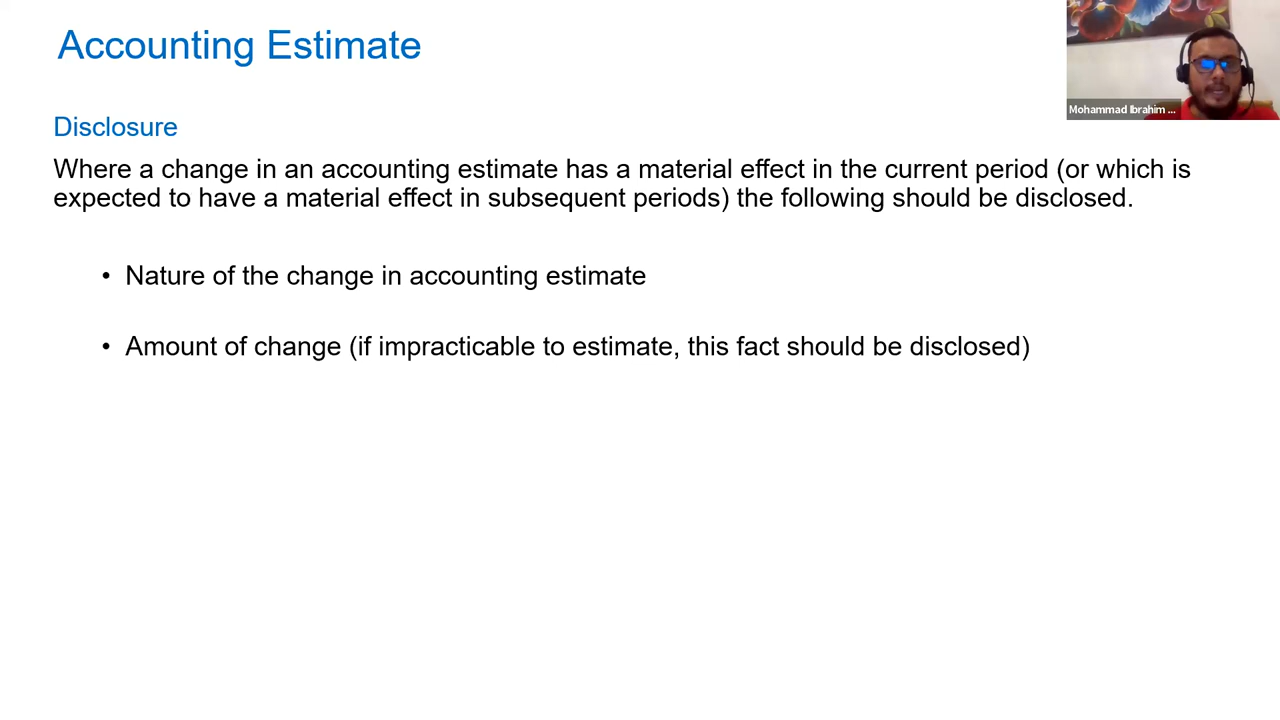 Accounting Estimate
Mohammad Ibrahim ...
Disclosure
Where a change in an accounting estimate has a material effect in the current period (or which is
expected to have a material effect in subsequent periods) the following should be disclosed.
• Nature of the change in accounting estimate
• Amount of change (if impracticable to estimate, this fact should be disclosed)